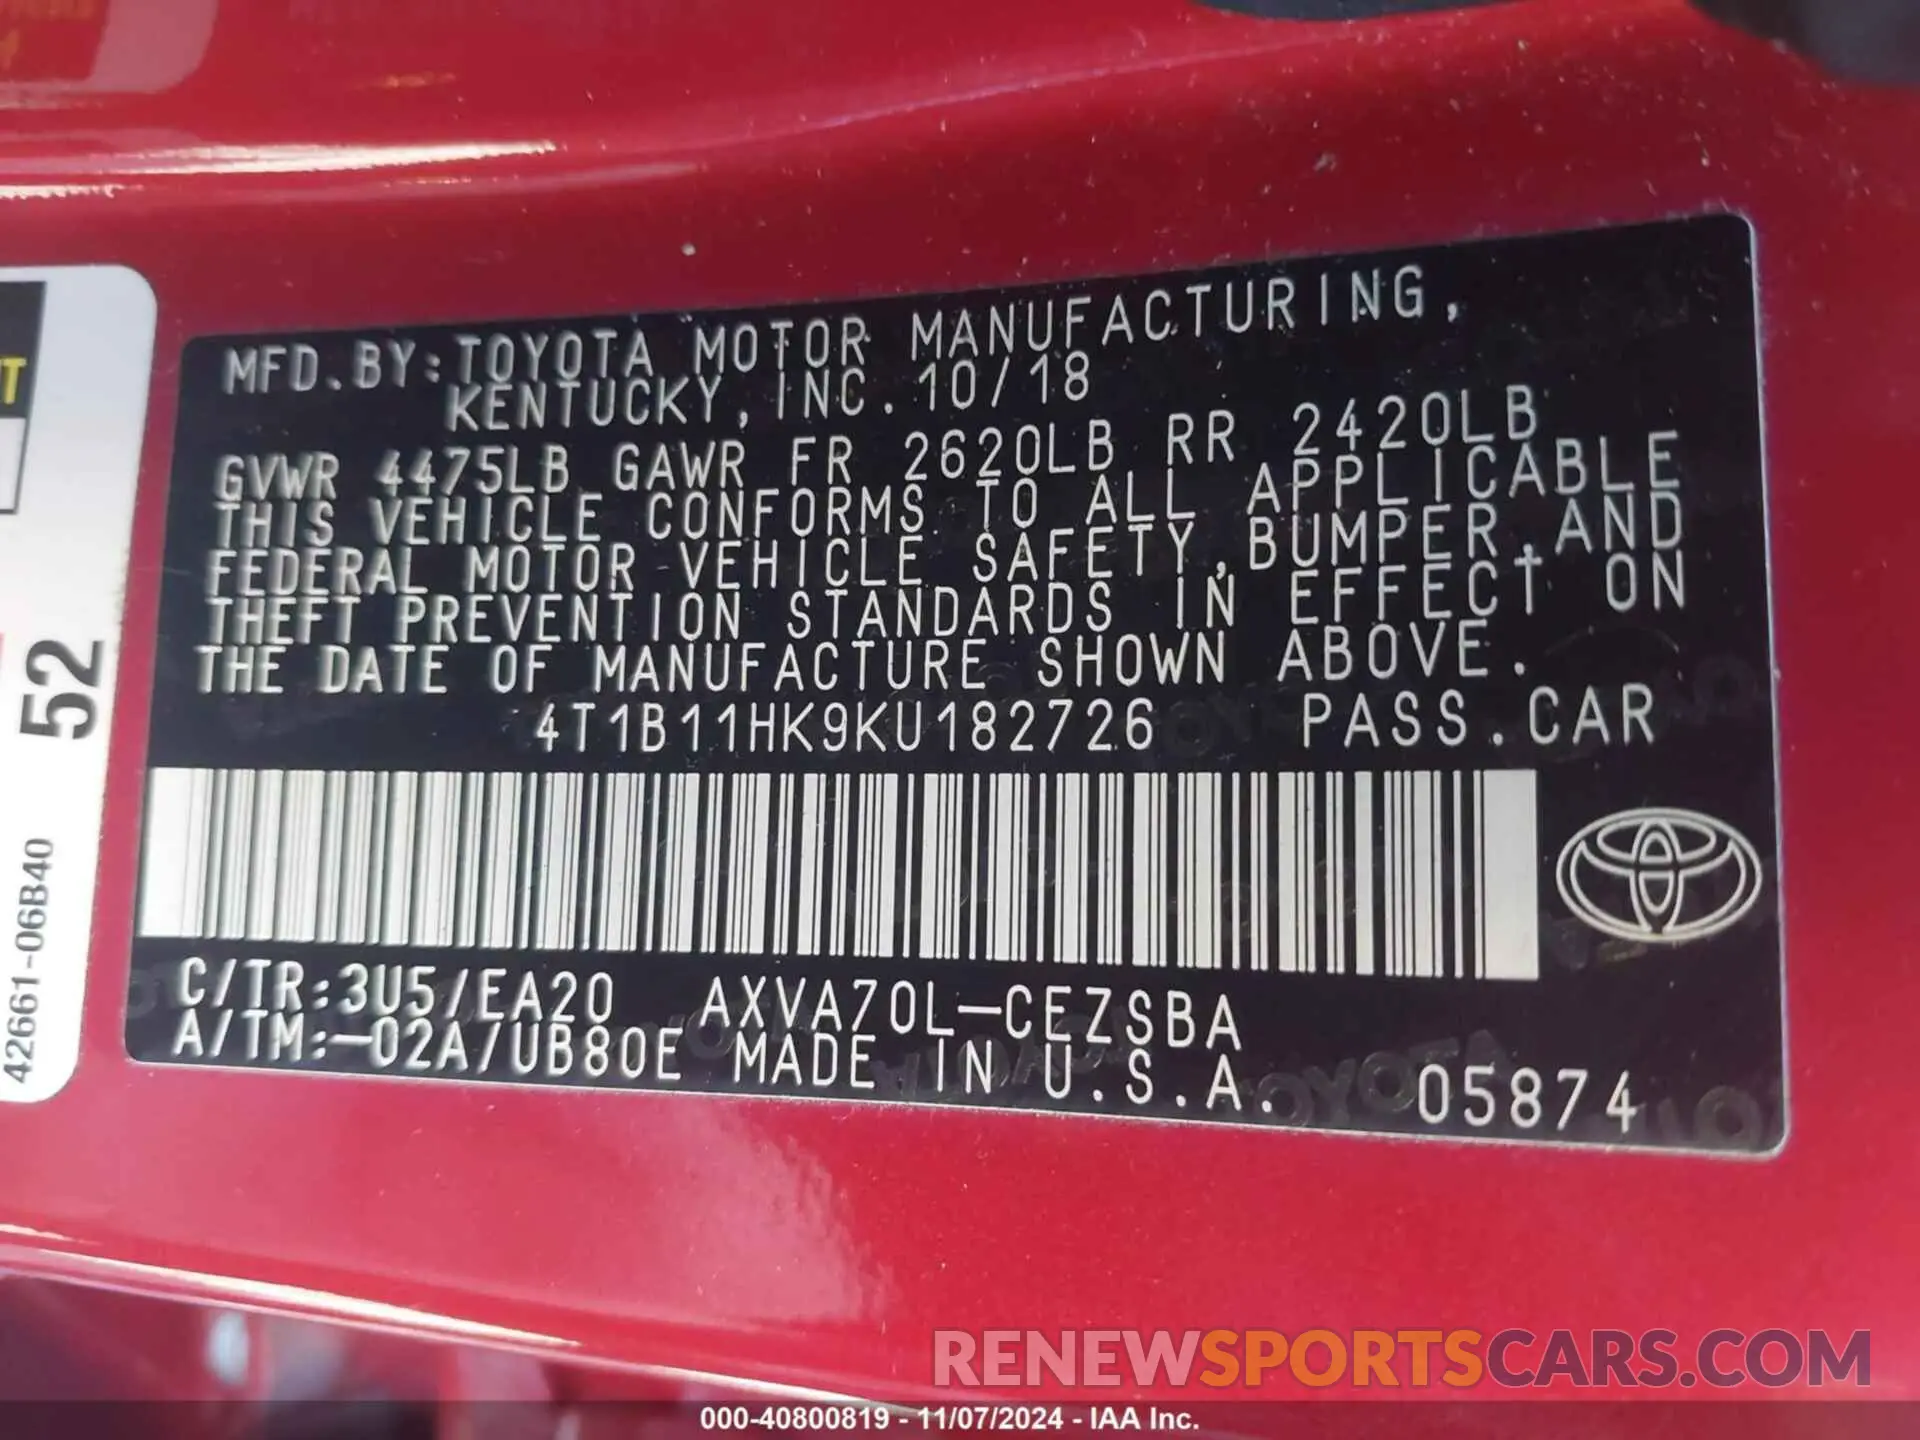 MFD.BY:TOYOTA MOTOR MANUFACTURING,
KENTUCKY, INC. 10/18
GVWR 4475LB GAWR FR 2620LB RR 2420LB
THIS VEHICLE CONFORMS TO ALL APPLICABLE
FEDERAL MOTOR VEHICLE SAFETY,BUMPER,AND
THEFT PREVENTION STANDARDS IN EFFECT ON
THE DATE OF MANUFACTURE SHOWN ABOVE.
4T1B11HK9KU182726 PASS.CAR
C/TR:3U5/EA20 AXVA70L-CEZSBA
A/TM:-02A/UB80E MADE IN U.S.A. 05874
52
42661-06B40
RENEWSPORTSCARS.COM
000-40800819 - 11/07/2024 - IAA Inc.